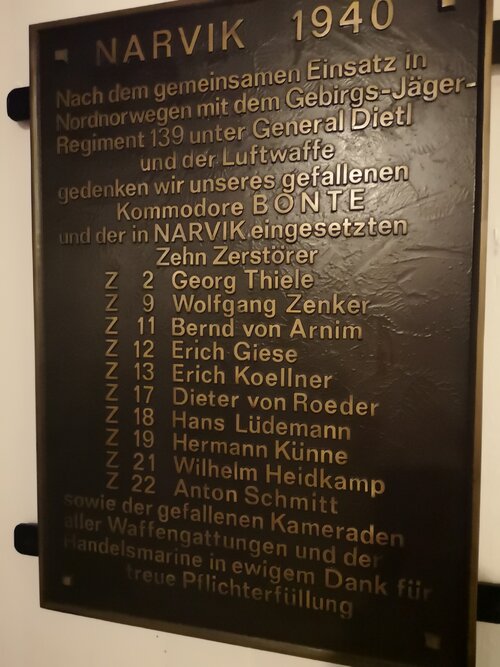 NARVIK 1940
Nach dem gemeinsamen Einsatz in
Nordnorwegen mit dem Gebirgs-Jäger-
Regiment 139 unter General Dietl
und der Luftwaffe
gedenken wir unseres gefallenen
Kommodore BONTE
und der in NARVIK eingesetzten
Zehn Zerstörer
Z 2 Georg Thiele
Z 9 Wolfgang Zenker
Z 11 Bernd von Arnim
Z 12 Erich Giese
Z 13 Erich Koellner
Z 17 Dieter von Roeder
Z 18 Hans Lüdemann
Z 19 Hermann Künne
Z 21 Wilhelm Heidkamp
Z 22 Anton Schmitt
sowie der gefallenen Kameraden
aller Waffengattungen und der
Handelsmarine in ewigem Dank für
treue Pflichterfüllung